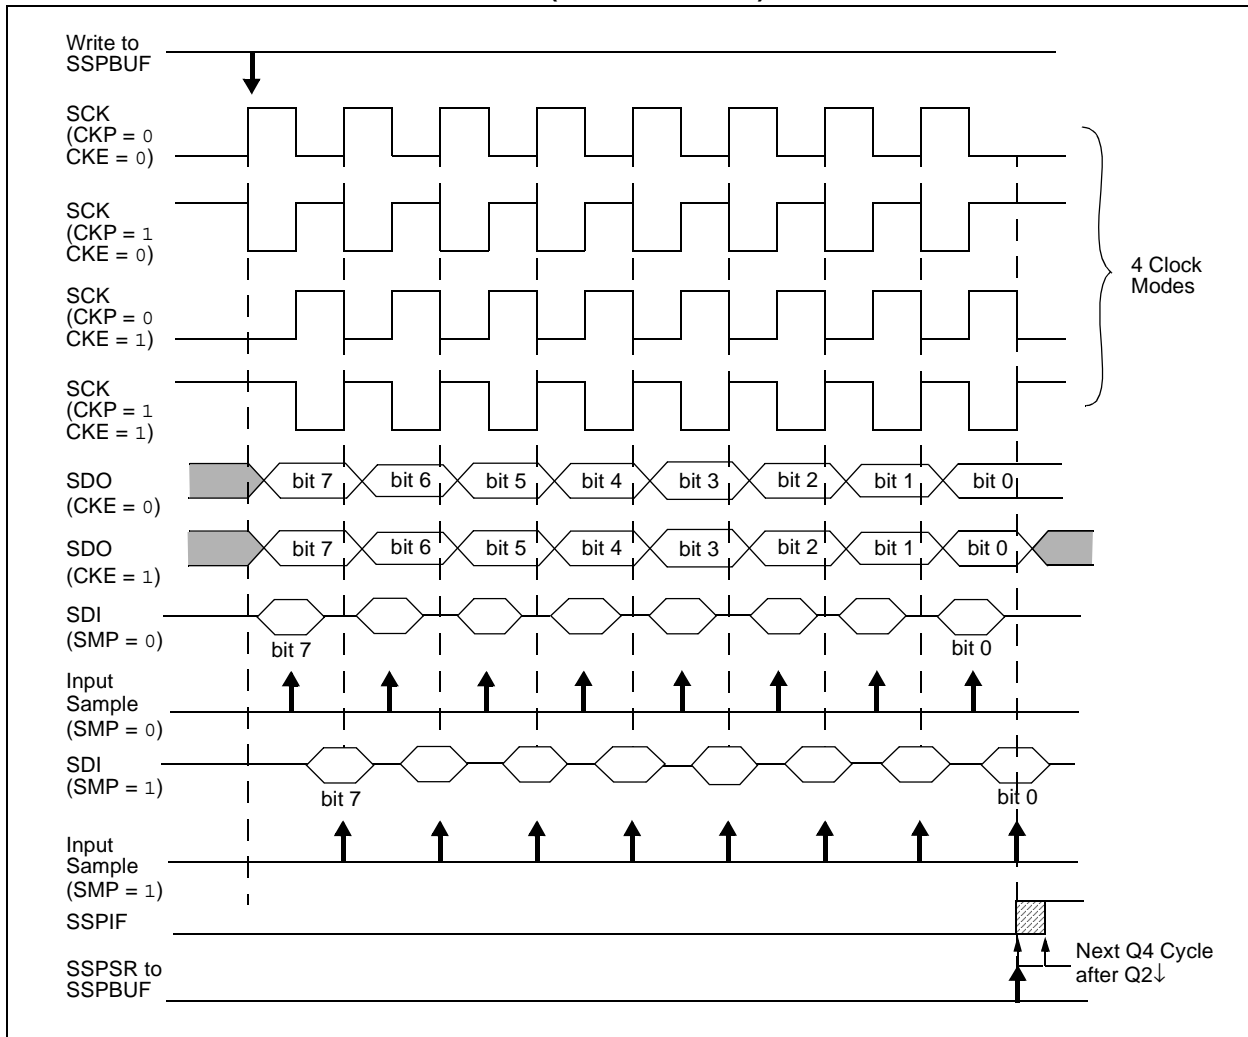 Write to
SSPBUF
SCK
(CKP = 0
CKE = 0)
SCK
(CKP = 1
CKE = 0)
SCK
(CKP = 0
CKE = 1)
SCK
(CKP = 1
CKE = 1)
4 Clock
Modes
SDO
(CKE = 0)
bit 7 bit 6 bit 5 bit 4 bit 3 bit 2 bit 1 bit 0
SDO
(CKE = 1)
bit 7 bit 6 bit 5 bit 4 bit 3 bit 2 bit 1 bit 0
SDI
(SMP = 0)
bit 7 bit 0
Input
Sample
(SMP = 0)
SDI
(SMP = 1)
bit 7 bit 0
Input
Sample
(SMP = 1)
SSPIF
Next Q4 Cycle
after Q2↓
SSPSR to
SSPBUF